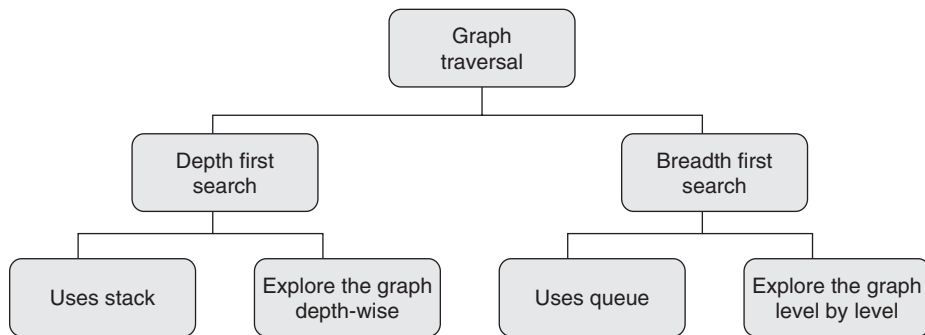 Graph
traversal
Depth first
search
Breadth first
search
Uses stack
Explore the graph
depth-wise
Uses queue
Explore the graph
level by level